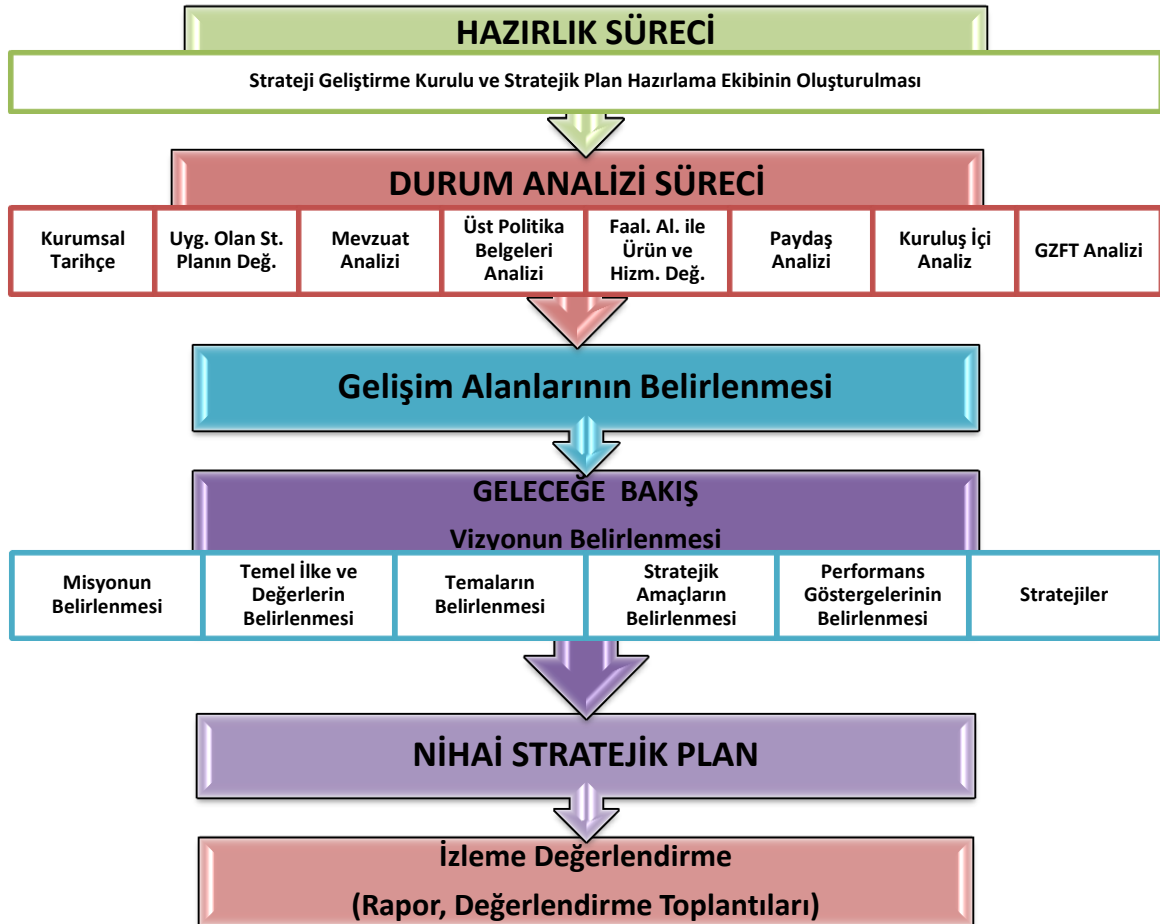 HAZIRLIK SÜRECİ
Strateji Geliştirme Kurulu ve Stratejik Plan Hazırlama Ekibinin Oluşturulması
DURUM ANALİZİ SÜRECİ
Kurumsal
Tarihçe
Uyg. Olan St.
Planın Değ.
Mevzuat
Analizi
Üst Politika
Belgeleri
Analizi
Faal. Al. ile
Ürün ve
Hizm. Değ.
Paydaş
Analizi
Kuruluş İçi
Analiz
GZFT Analizi
Gelişim Alanlarının Belirlenmesi
GELECEĞE BAKIŞ
Vizyonun Belirlenmesi
Misyonun
Belirlenmesi
Temel İlke ve
Değerlerin
Belirlenmesi
Temaların
Belirlenmesi
Stratejik
Amaçların
Belirlenmesi
Performans
Göstergelerinin
Belirlenmesi
Stratejiler
NİHAİ STRATEJİK PLAN
İzleme Değerlendirme
(Rapor, Değerlendirme Toplantıları)